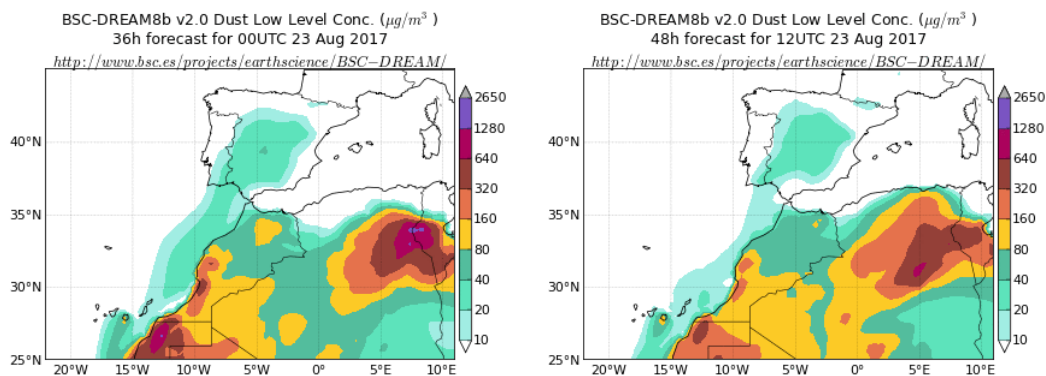 BSC-DREAM8b v2.0 Dust Low Level Conc. (μg/m³ )
36h forecast for 00UTC 23 Aug 2017
http://www.bsc.es/projects/earthscience/BSC−DREAM/
40°N
35°N
30°N
25°N
20°W
15°W
10°W
5°W
0°
5°E
10°E
2650
1280
640
320
160
80
40
20
10
BSC-DREAM8b v2.0 Dust Low Level Conc. (μg/m³ )
48h forecast for 12UTC 23 Aug 2017
http://www.bsc.es/projects/earthscience/BSC−DREAM/
40°N
35°N
30°N
25°N
20°W
15°W
10°W
5°W
0°
5°E
10°E
2650
1280
640
320
160
80
40
20
10